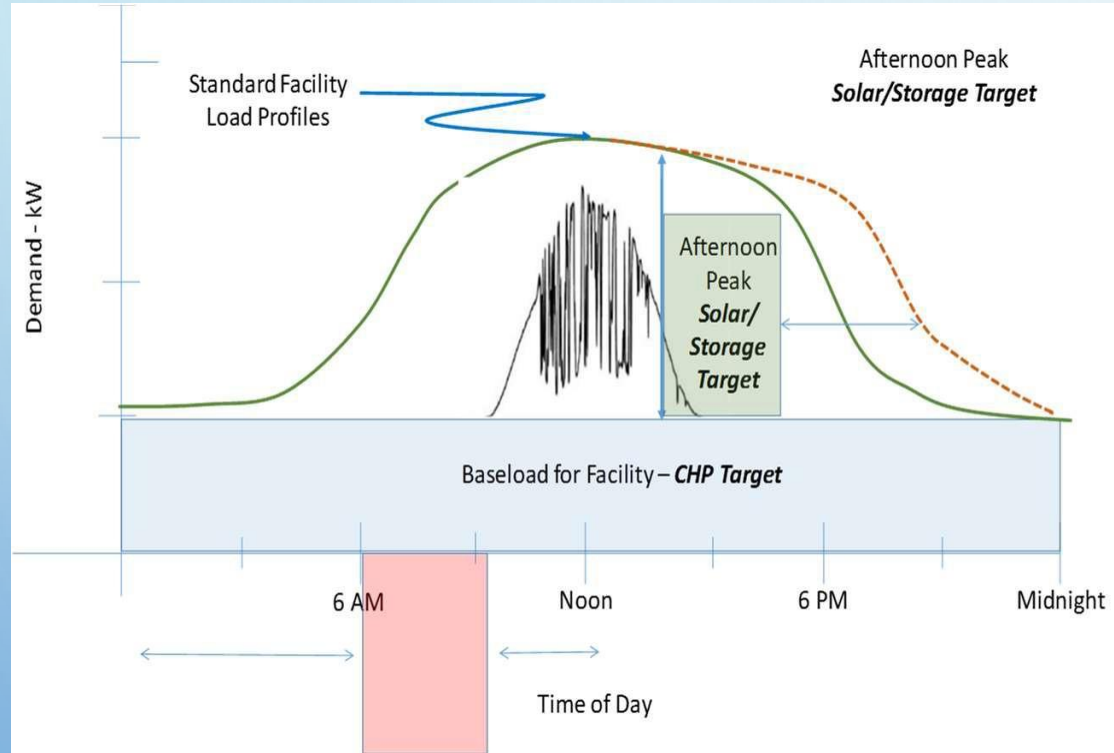 Afternoon Peak
Solar/Storage Target
Standard Facility
Load Profiles
Demand - kW
Afternoon
Peak
Solar/
Storage
Target
Baseload for Facility – CHP Target
6 AM
Noon
6 PM
Midnight
Time of Day